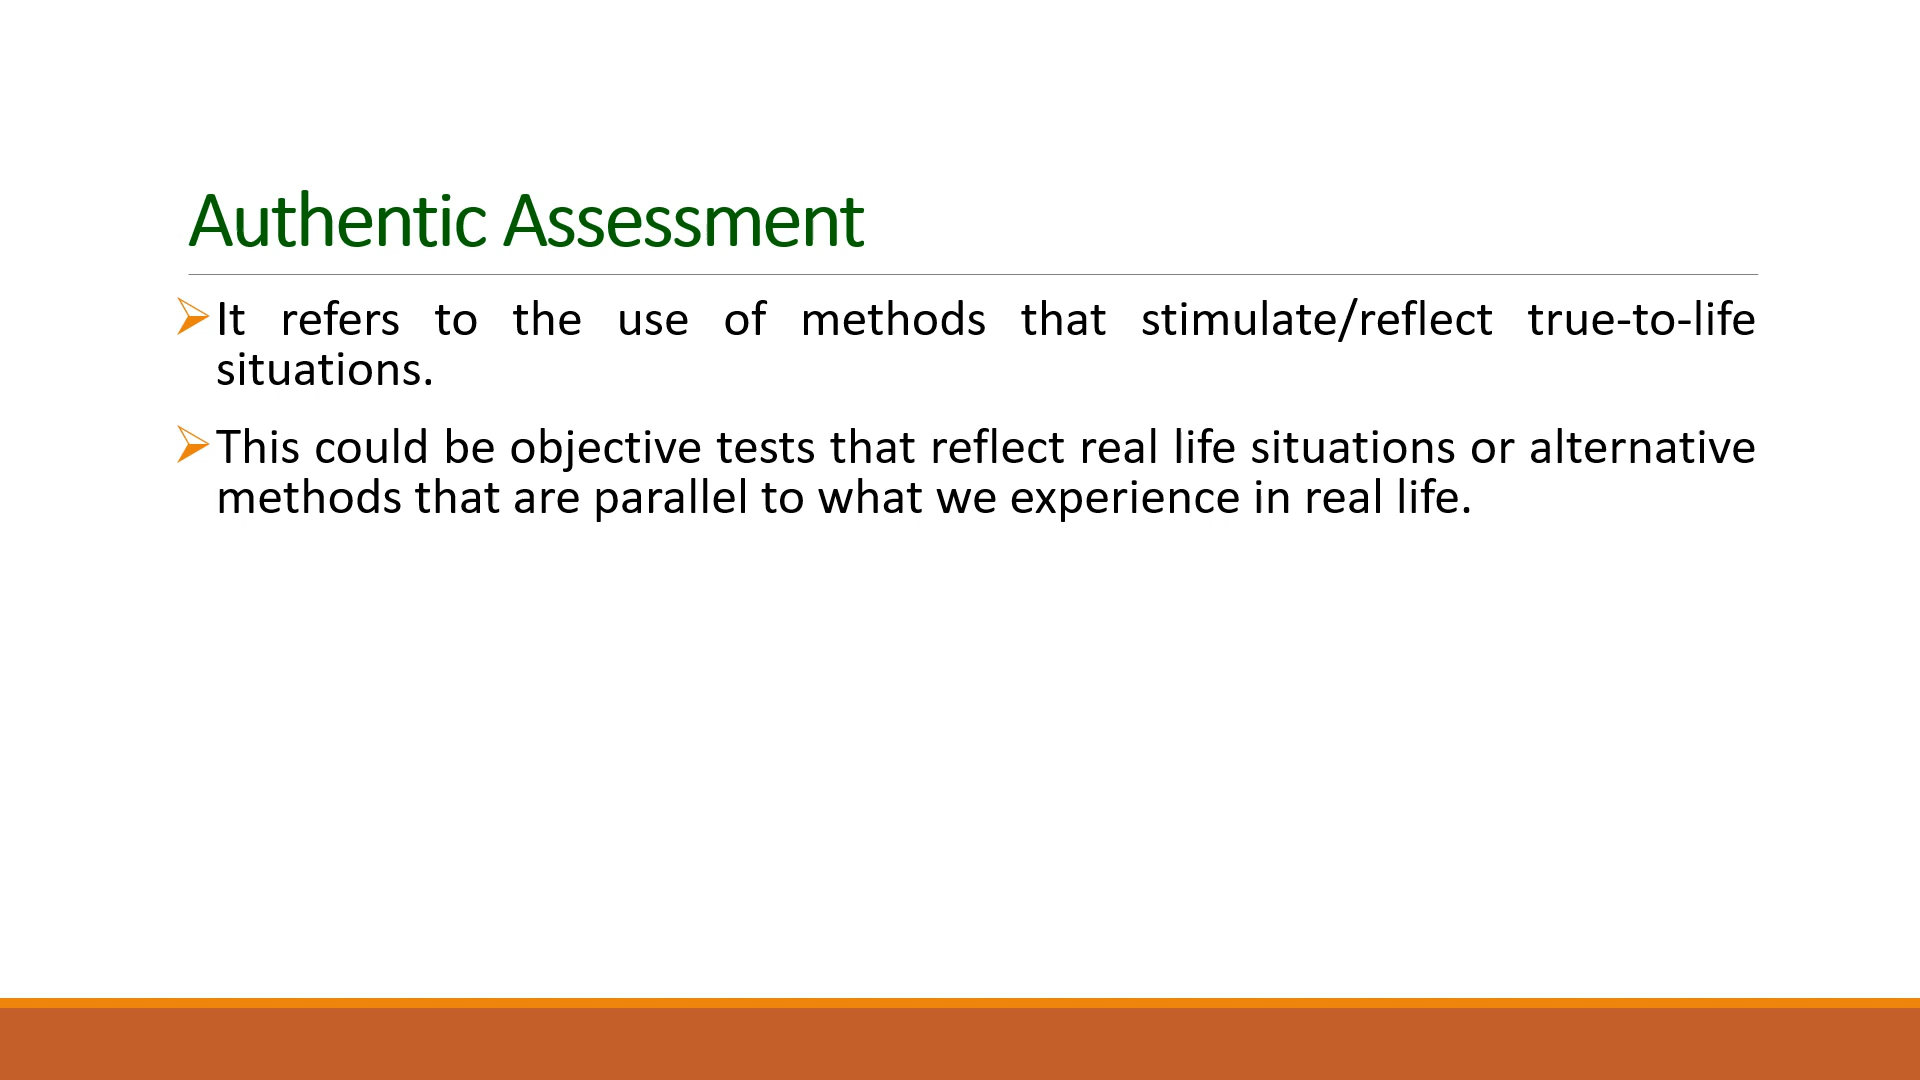 Authentic Assessment
It refers to the use of methods that stimulate/reflect true-to-life
situations.
This could be objective tests that reflect real life situations or alternative
methods that are parallel to what we experience in real life.